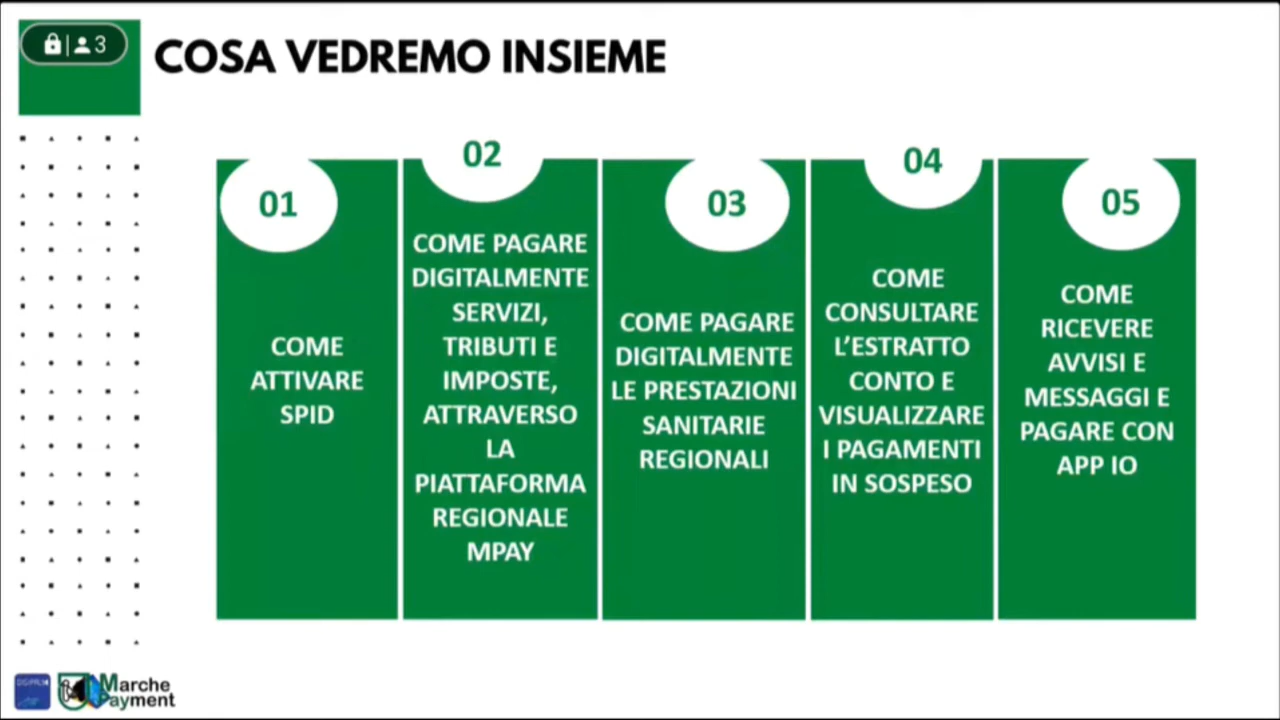 3
COSA VEDREMO INSIEME
01
COME
ATTIVARE
SPID
02
COME PAGARE
DIGITALMENTE
SERVIZI,
TRIBUTI E
IMPOSTE,
ATTRAVERSO
LA
PIATTAFORMA
REGIONALE
MPAY
03
COME PAGARE
DIGITALMENTE
LE PRESTAZIONI
SANITARIE
REGIONALI
04
COME
CONSULTARE
L'ESTRATTO
CONTO E
VISUALIZZARE
I PAGAMENTI
IN SOSPESO
05
COME
RICEVERE
AVVISI E
MESSAGGI E
PAGARE CON
APP IO
Marche
Payment